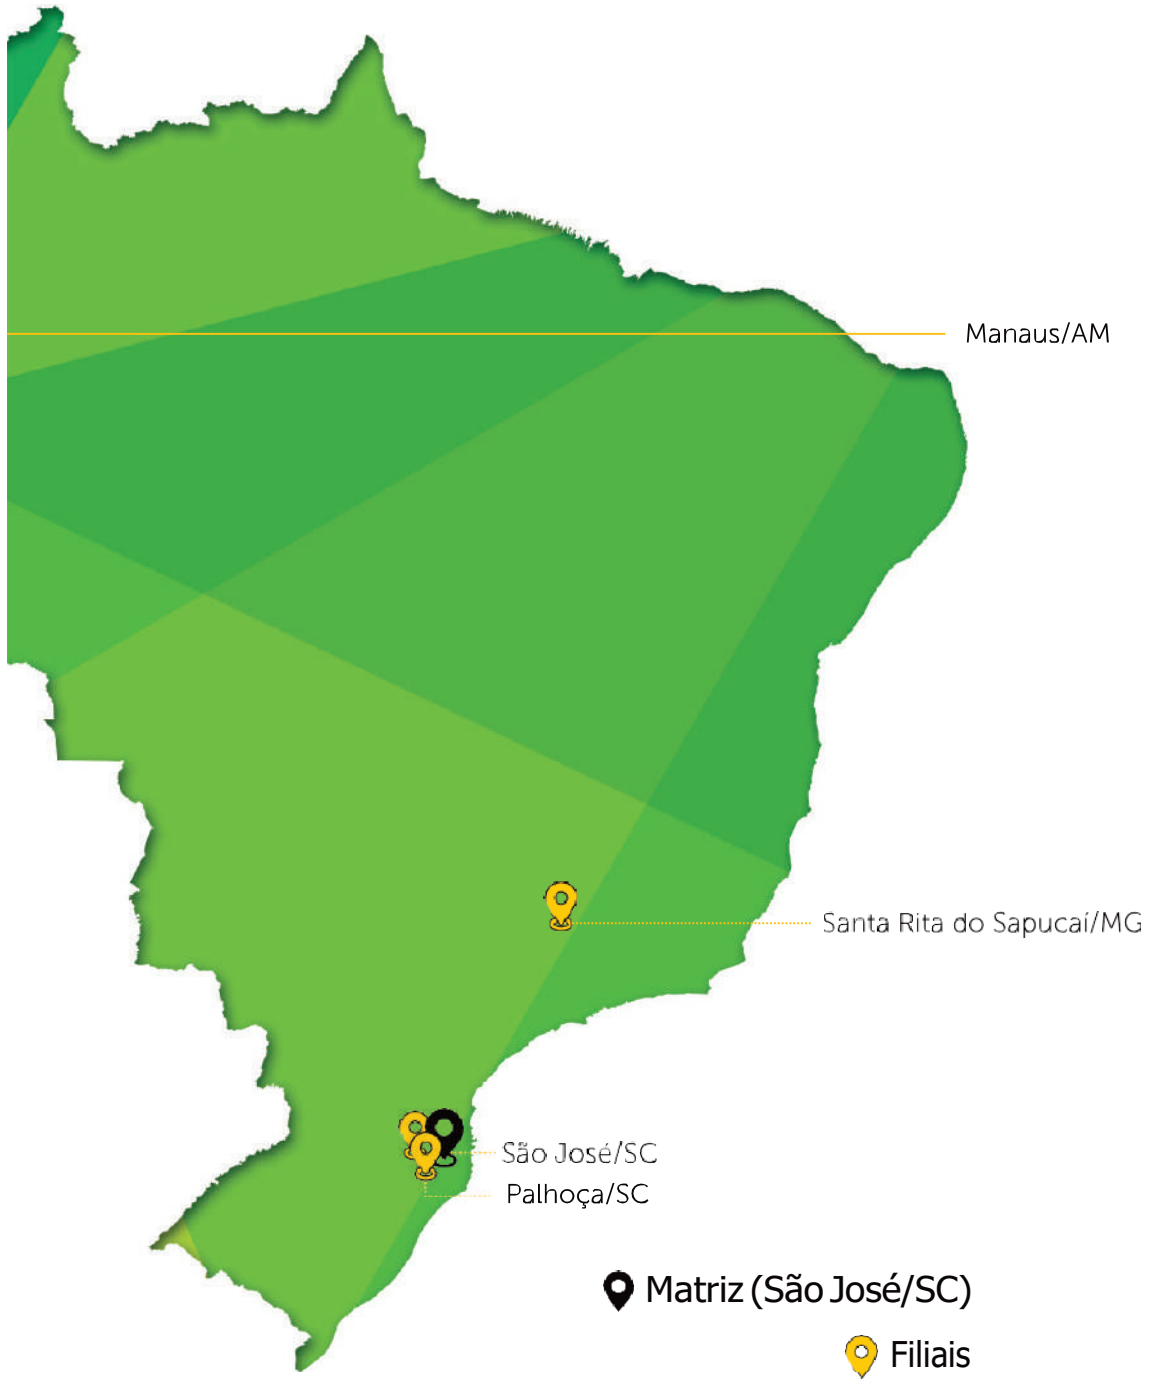 Manaus/AM
Santa Rita do Sapucaí/MG
São José/SC
Palhoça/SC
Matriz (São José/SC)
Filiais